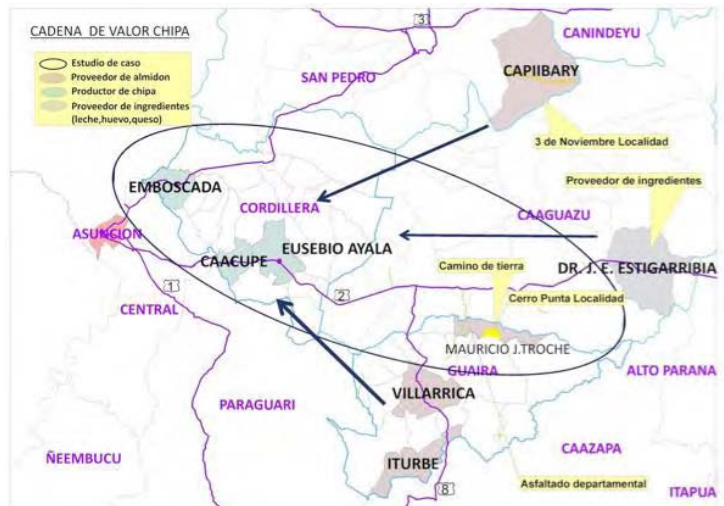 CADENA DE VALOR CHIPA
Estudio de caso
Proveedor de almidon
Productor de chipa
Proveedor de ingredientes
(leche,huevo,queso)
3
CANINDEYU
SAN PEDRO
CAPIIBARY
3 de Noviembre Localidad
Proveedor de ingredientes
EMBOSCADA
CORDILLERA
CAAGUAZU
ASUNCION
EUSEBIO AYALA
CAACUPE
Camino de tierra
DR. J. E. ESTIGARRIBIA
1
2
Cerro Punta Localidad
CENTRAL
MAURICIO J.TROCHE
GUAIRA
ALTO PARANA
VILLARRICA
PARAGUARI
CAAZAPA
ÑEEMBUCU
ITURBE
Asfaltado departamental
8
ITAPUA